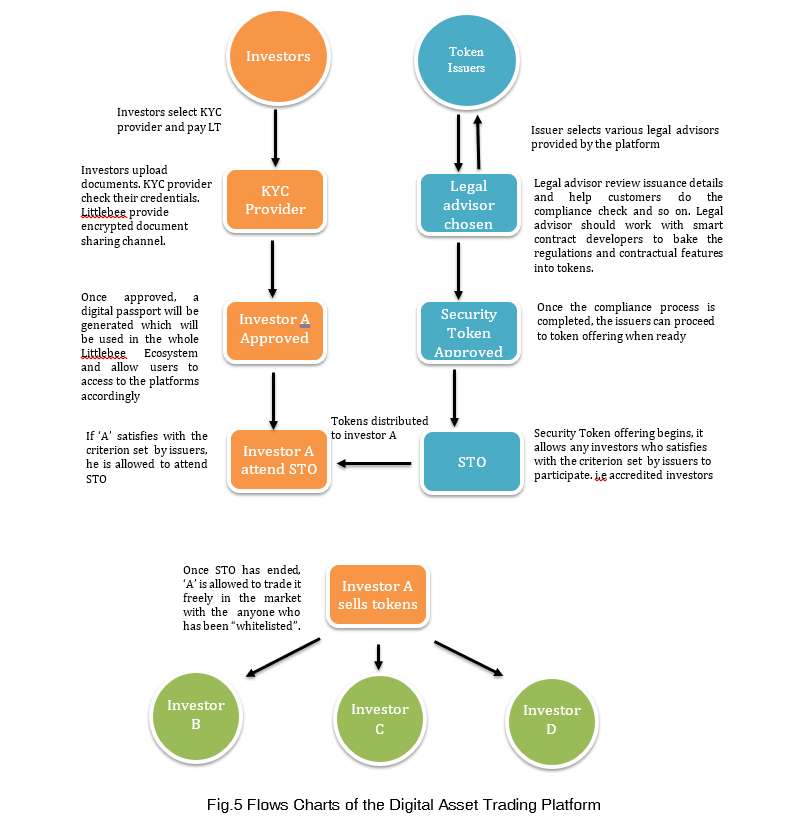 Investors
Token
Issuers
Investors select KYC
provider and pay LT
Issuer selects various legal advisors
provided by the platform
Investors upload
documents. KYC provider
check their credentials.
Littlebee provide
encrypted document
sharing channel.
KYC
Provider
Legal
advisor
chosen
Legal advisor review issuance details
and help customers do the
compliance check and so on. Legal
advisor should work with smart
contract developers to bake the
regulations and contractual features
into tokens.
Once approved, a
digital passport will be
generated which will
be used in the whole
Littlebee Ecosystem
and allow users to
access to the platforms
accordingly
Investor A
Approved
Security
Token
Approved
Once the compliance process is
completed, the issuers can proceed
to token offering when ready
If ‘A’ satisfies with the
criterion set by issuers,
he is allowed to attend
STO
Investor A
attend STO
Tokens distributed
to investor A
STO
Security Token offering begins, it
allows any investors who satisfies
with the criterion set by issuers to
participate. i.e accredited investors
Once STO has ended,
‘A’ is allowed to trade it
freely in the market
with the anyone who
has been “whitelisted”.
Investor A
sells tokens
Investor
B
Investor
C
Investor
D
Fig.5 Flows Charts of the Digital Asset Trading Platform